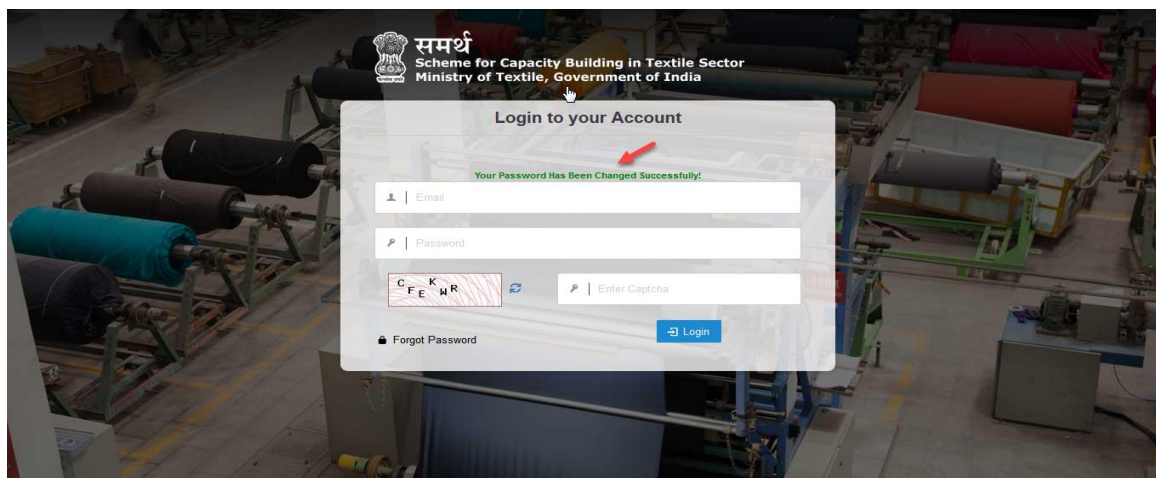 समर्थ
Scheme for Capacity Building in Textile Sector
Ministry of Textile, Government of India
Login to your Account
Your Password Has Been Changed Successfully!
Email
Password
CFEKWR
Enter Captcha
Forgot Password
Login